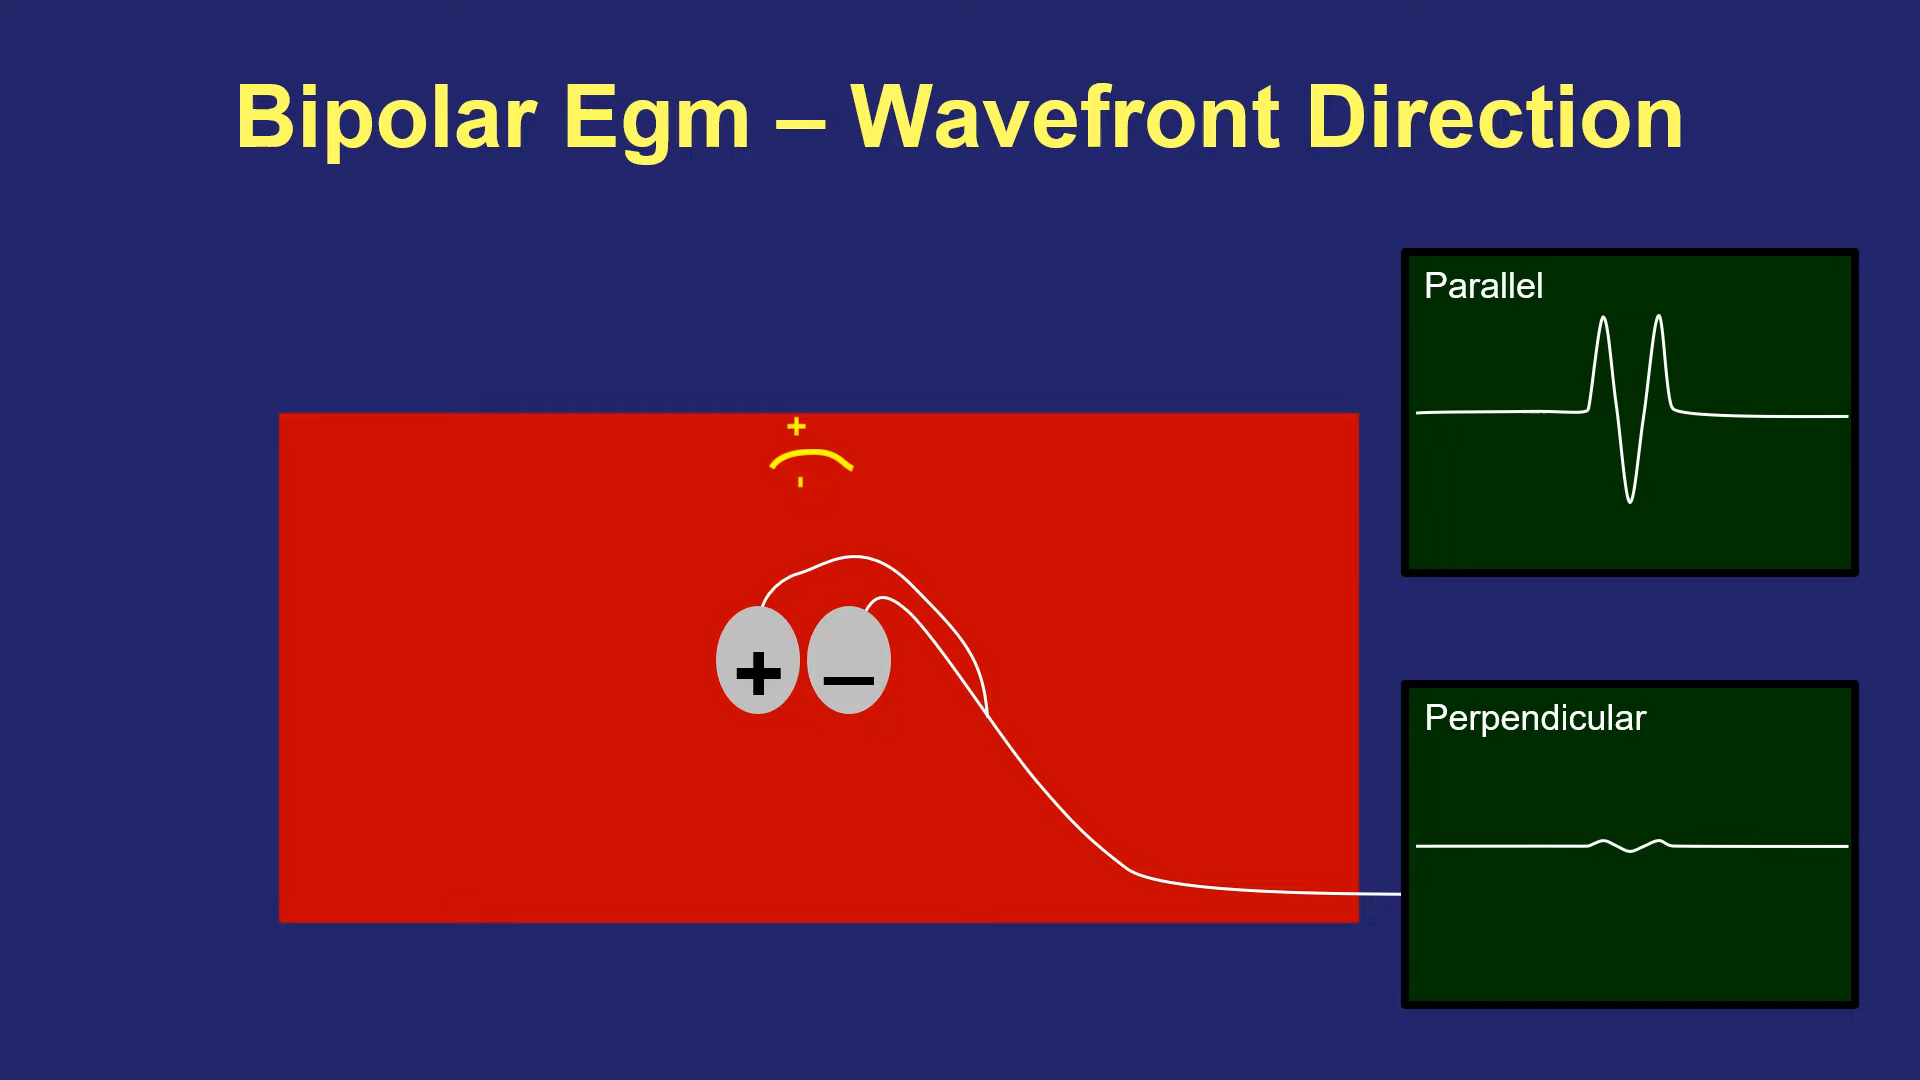 Bipolar Egm – Wavefront Direction
Parallel
+
-
+ –
Perpendicular